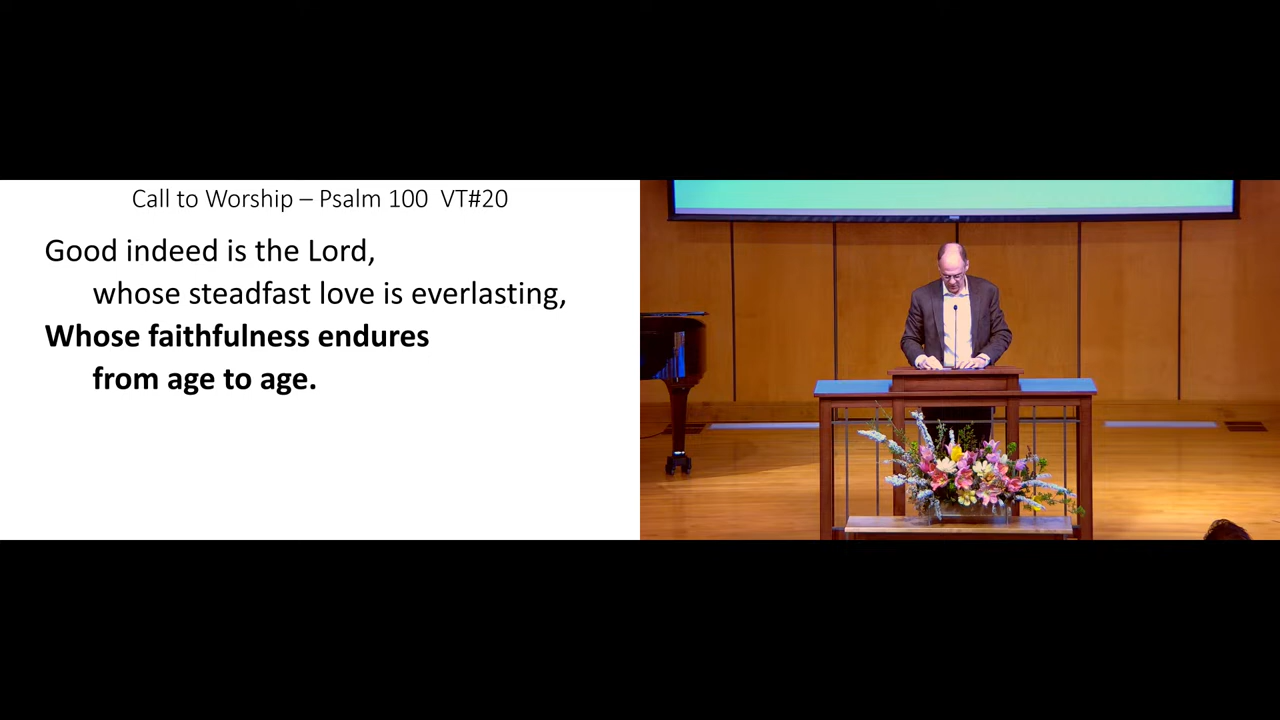 Call to Worship – Psalm 100  VT#20
Good indeed is the Lord,
whose steadfast love is everlasting,
Whose faithfulness endures
from age to age.